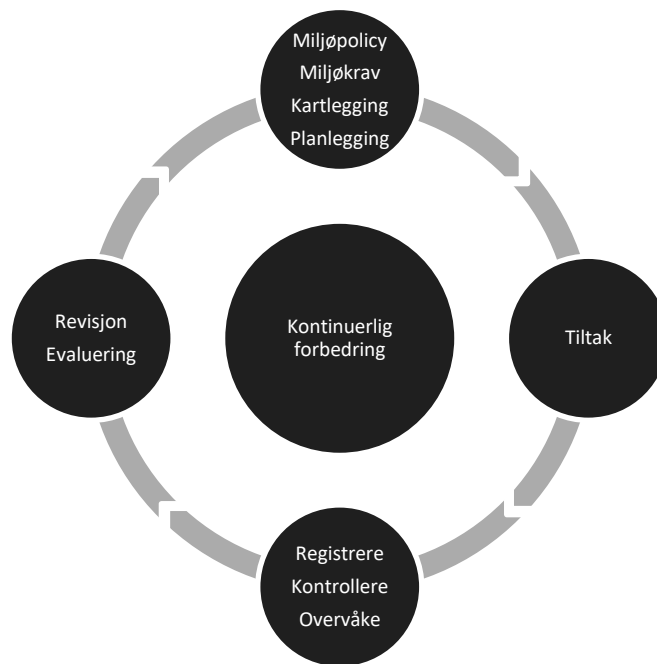 Miljøpolicy
Miljøkrav
Kartlegging
Planlegging
Kontinuerlig
forbedring
Tiltak
Registrere
Kontrollere
Overvåke
Revisjon
Evaluering